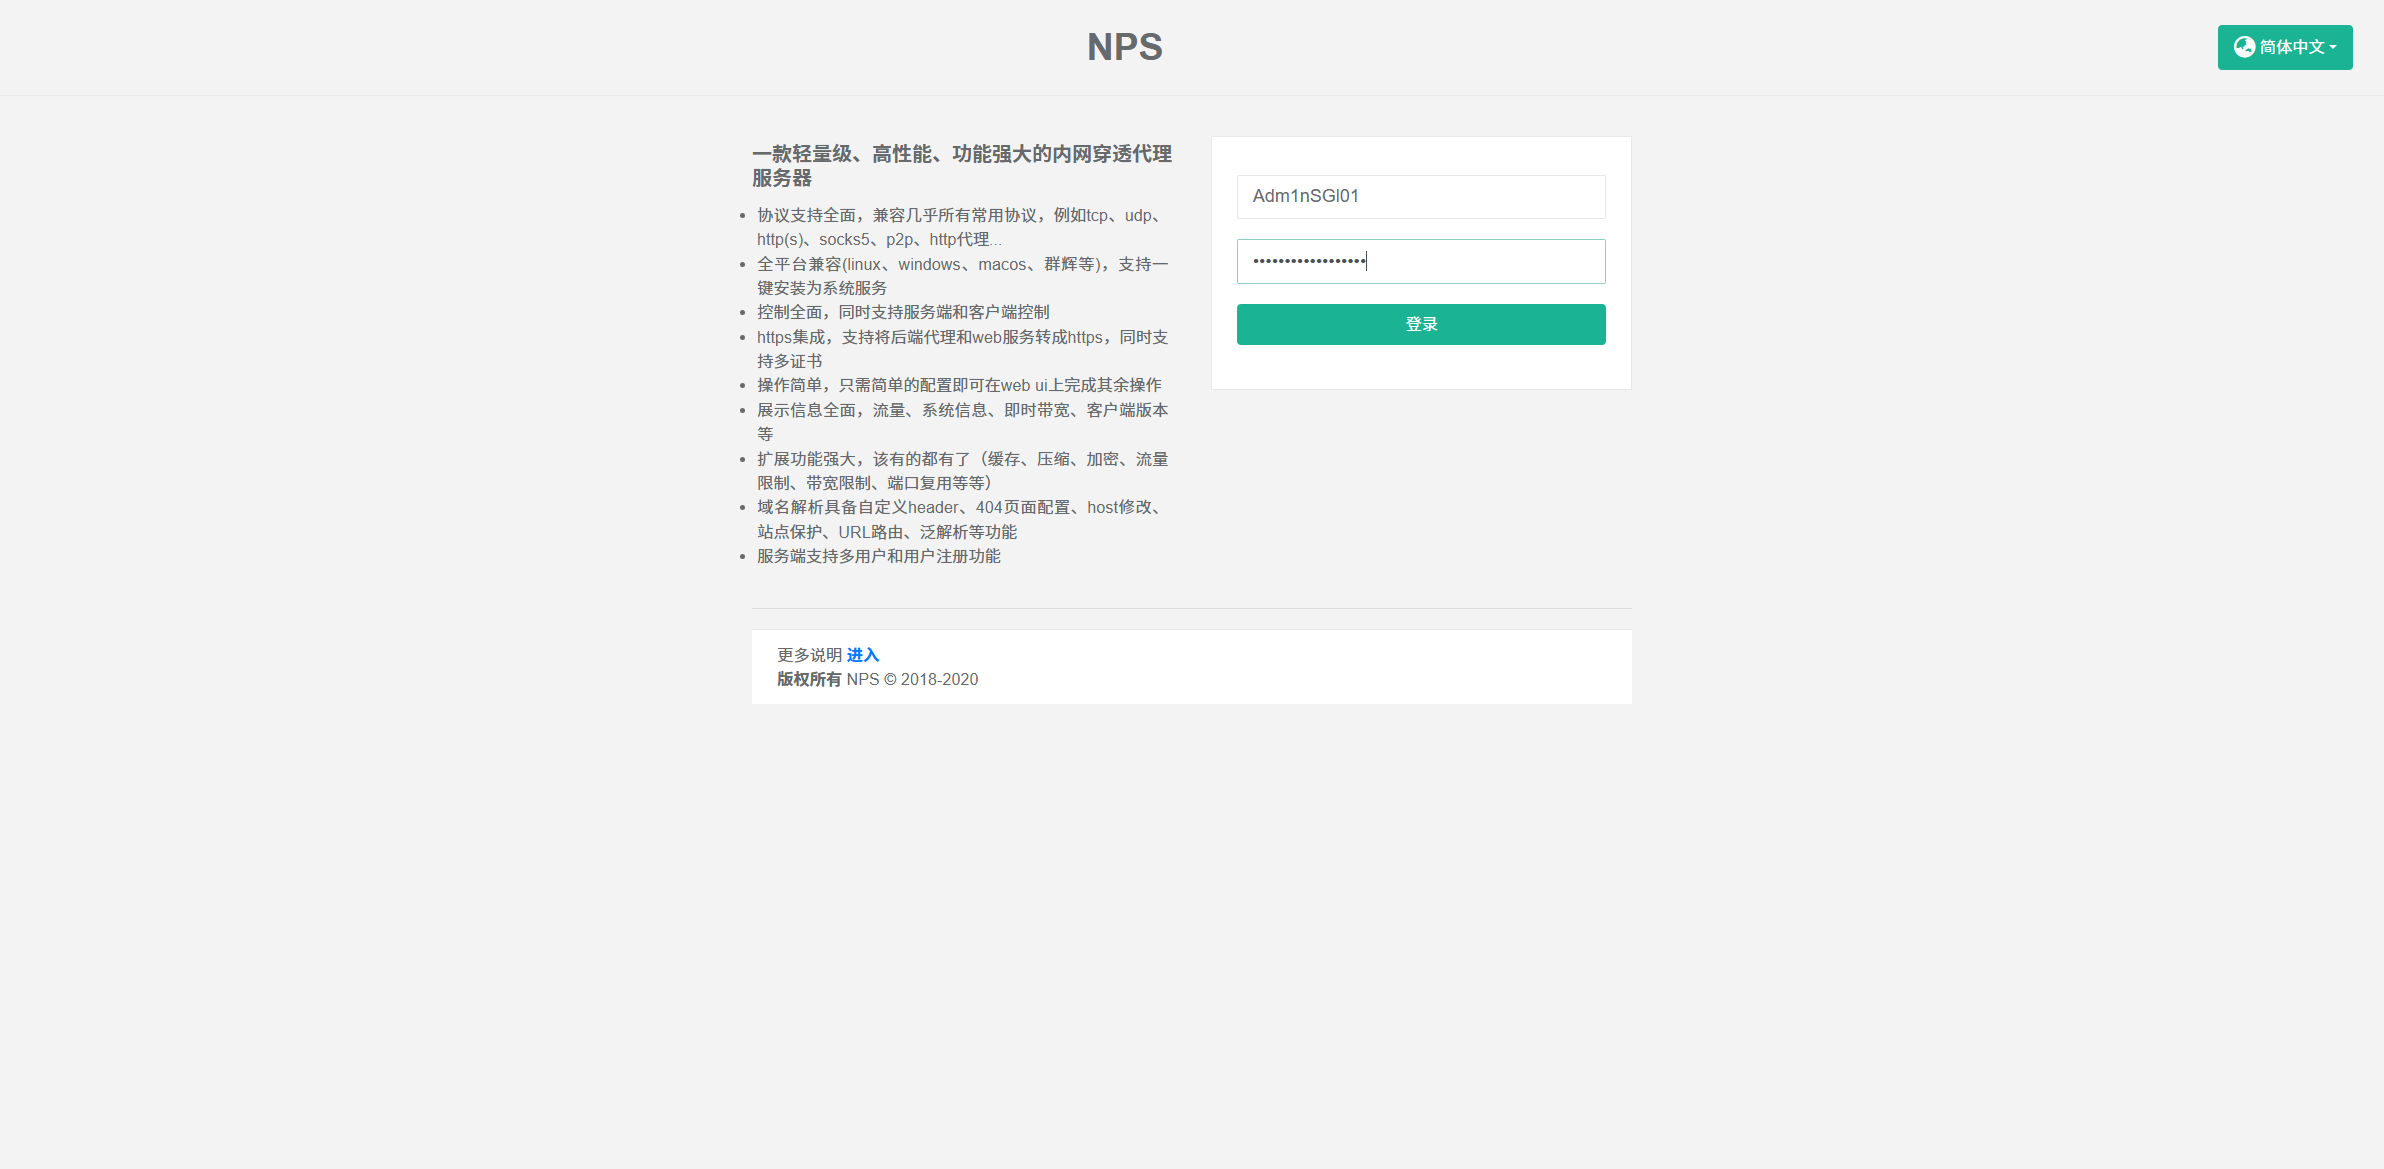 NPS
简体中文
一款轻量级、高性能、功能强大的内网穿透代理
服务器
协议支持全面，兼容几乎所有常用协议，例如tcp、udp、
http(s)、socks5、p2p、http代理...
全平台兼容(linux、windows、macos、群辉等)，支持一
键安装为系统服务
控制全面，同时支持服务端和客户端控制
https集成，支持将后端代理和web服务转成https，同时支
持多证书
操作简单，只需简单的配置即可在web ui上完成其余操作
展示信息全面，流量、系统信息、即时带宽、客户端版本
等
扩展功能强大，该有的都有了（缓存、压缩、加密、流量
限制、带宽限制、端口复用等等）
域名解析具备自定义header、404页面配置、host修改、
站点保护、URL路由、泛解析等功能
服务端支持多用户和用户注册功能
Adm1nSGl01
••••••••••••••••••
登录
更多说明 进入
版权所有 NPS © 2018-2020